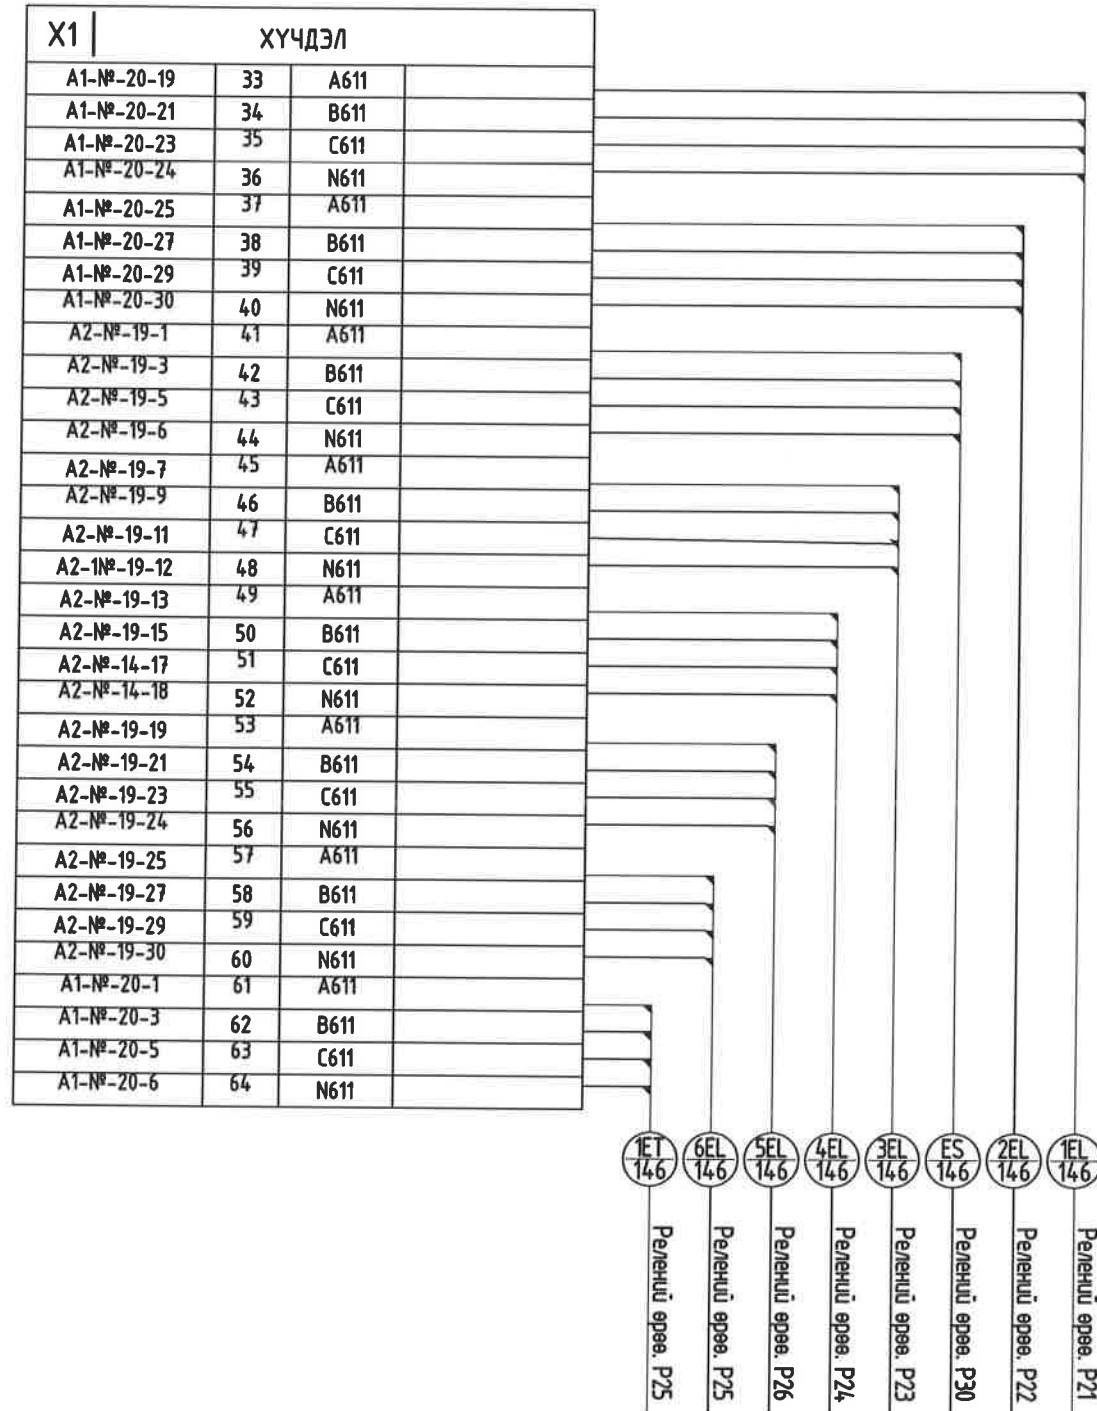 X1 ХҮЧДЭЛ
A1-№-20-19 33 A611
A1-№-20-21 34 B611
A1-№-20-23 35 C611
A1-№-20-24 36 N611
A1-№-20-25 37 A611
A1-№-20-27 38 B611
A1-№-20-29 39 C611
A1-№-20-30 40 N611
A2-№-19-1 41 A611
A2-№-19-3 42 B611
A2-№-19-5 43 C611
A2-№-19-6 44 N611
A2-№-19-7 45 A611
A2-№-19-9 46 B611
A2-№-19-11 47 C611
A2-1№-19-12 48 N611
A2-№-19-13 49 A611
A2-№-19-15 50 B611
A2-№-14-17 51 C611
A2-№-14-18 52 N611
A2-№-19-19 53 A611
A2-№-19-21 54 B611
A2-№-19-23 55 C611
A2-№-19-24 56 N611
A2-№-19-25 57 A611
A2-№-19-27 58 B611
A2-№-19-29 59 C611
A2-№-19-30 60 N611
A1-№-20-1 61 A611
A1-№-20-3 62 B611
A1-№-20-5 63 C611
A1-№-20-6 64 N611
1ET 6EL 5EL 4EL 3EL ES 2EL 1EL
146 146 146 146 146 146 146 146
Релений өрөө. P25
Релений өрөө. P25
Релений өрөө. P26
Релений өрөө. P24
Релений өрөө. P23
Релений өрөө. P30
Релений өрөө. P22
Релений өрөө. P21